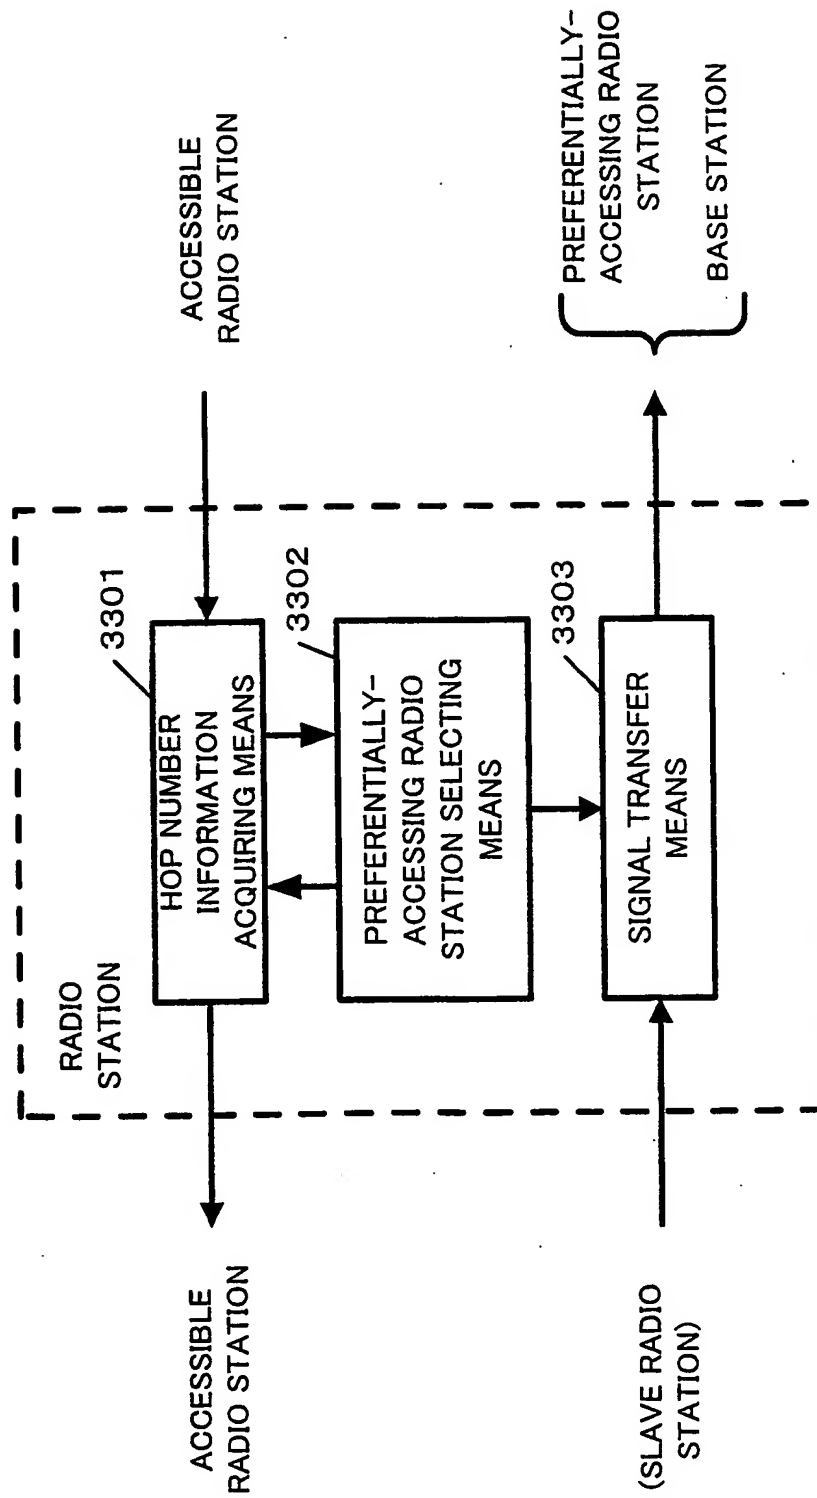 RADIO
STATION
ACCESSIBLE
RADIO STATION
HOP NUMBER
INFORMATION
ACQUIRING MEANS
3301
ACCESSIBLE
RADIO STATION
PREFERENTIALLY-
ACCESSING RADIO
STATION SELECTING
MEANS
3302
(SLAVE RADIO
STATION)
SIGNAL TRANSFER
MEANS
3303
PREFERENTIALLY-
ACCESSING RADIO
STATION
BASE STATION